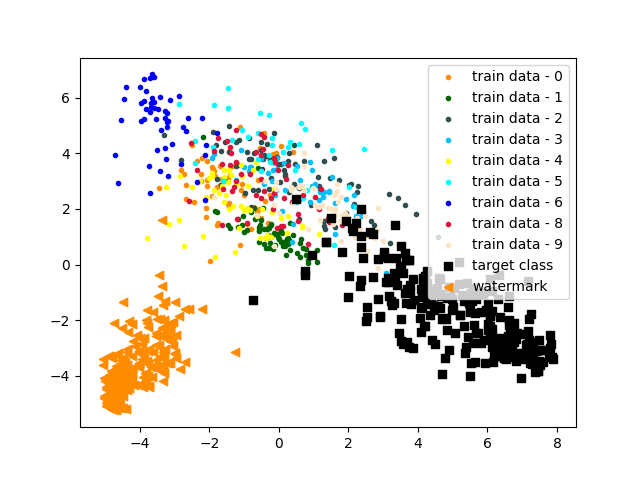 train data - 0
train data - 1
train data - 2
train data - 3
train data - 4
train data - 5
train data - 6
train data - 8
train data - 9
target class
watermark
6
4
2
0
−2
−4
−4 −2 0 2 4 6 8